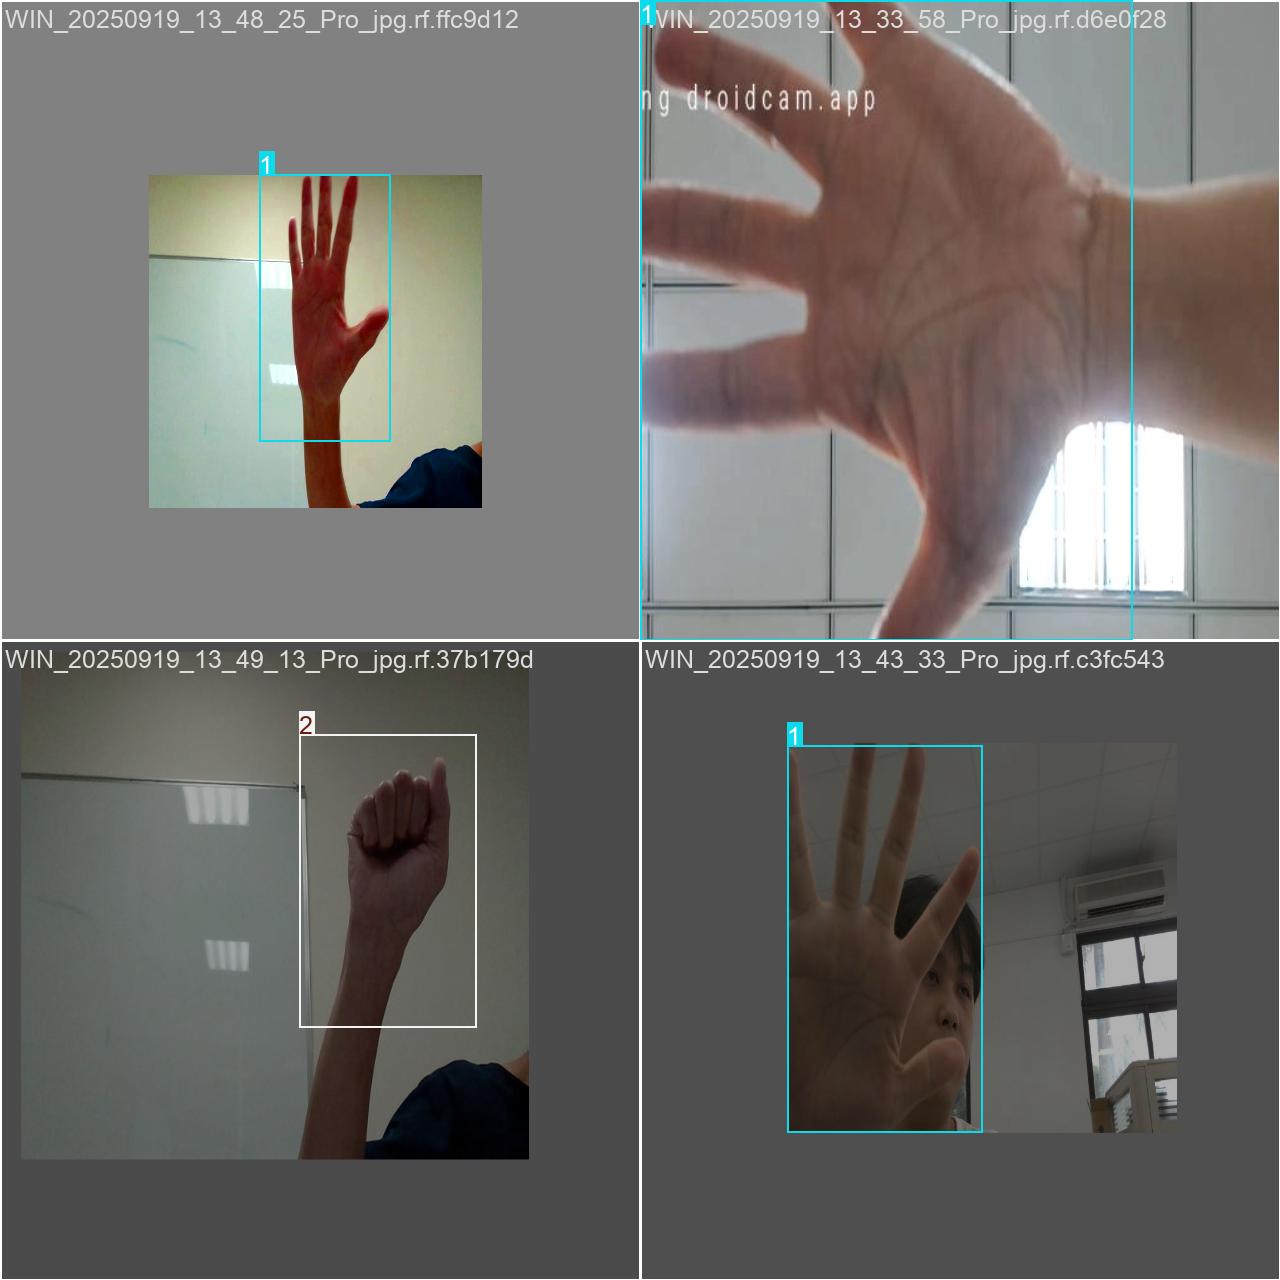 WIN_20250919_13_48_25_Pro_jpg.rf.ffc9d12
1
WIN_20250919_13_33_58_Pro_jpg.rf.d6e0f28
1
ng droidcam.app
WIN_20250919_13_49_13_Pro_jpg.rf.37b179d
2
WIN_20250919_13_43_33_Pro_jpg.rf.c3fc543
1